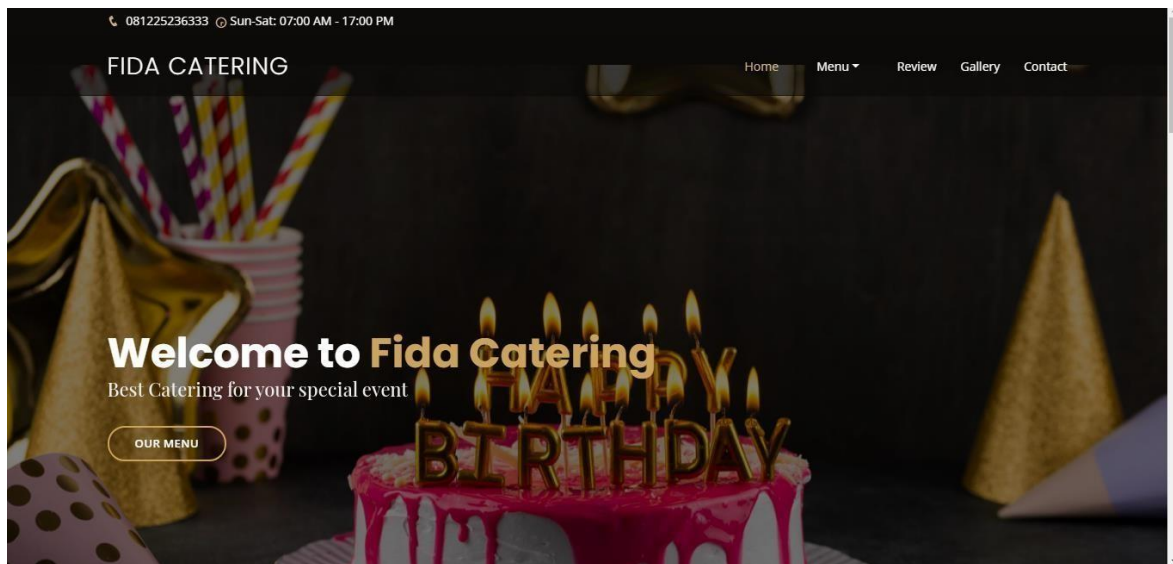 081225236333 Sun-Sat: 07:00 AM - 17:00 PM
FIDA CATERING
Home Menu Review Gallery Contact
Welcome to Fida Catering
Best Catering for your special event
OUR MENU
HAPPY
BIRTHDAY